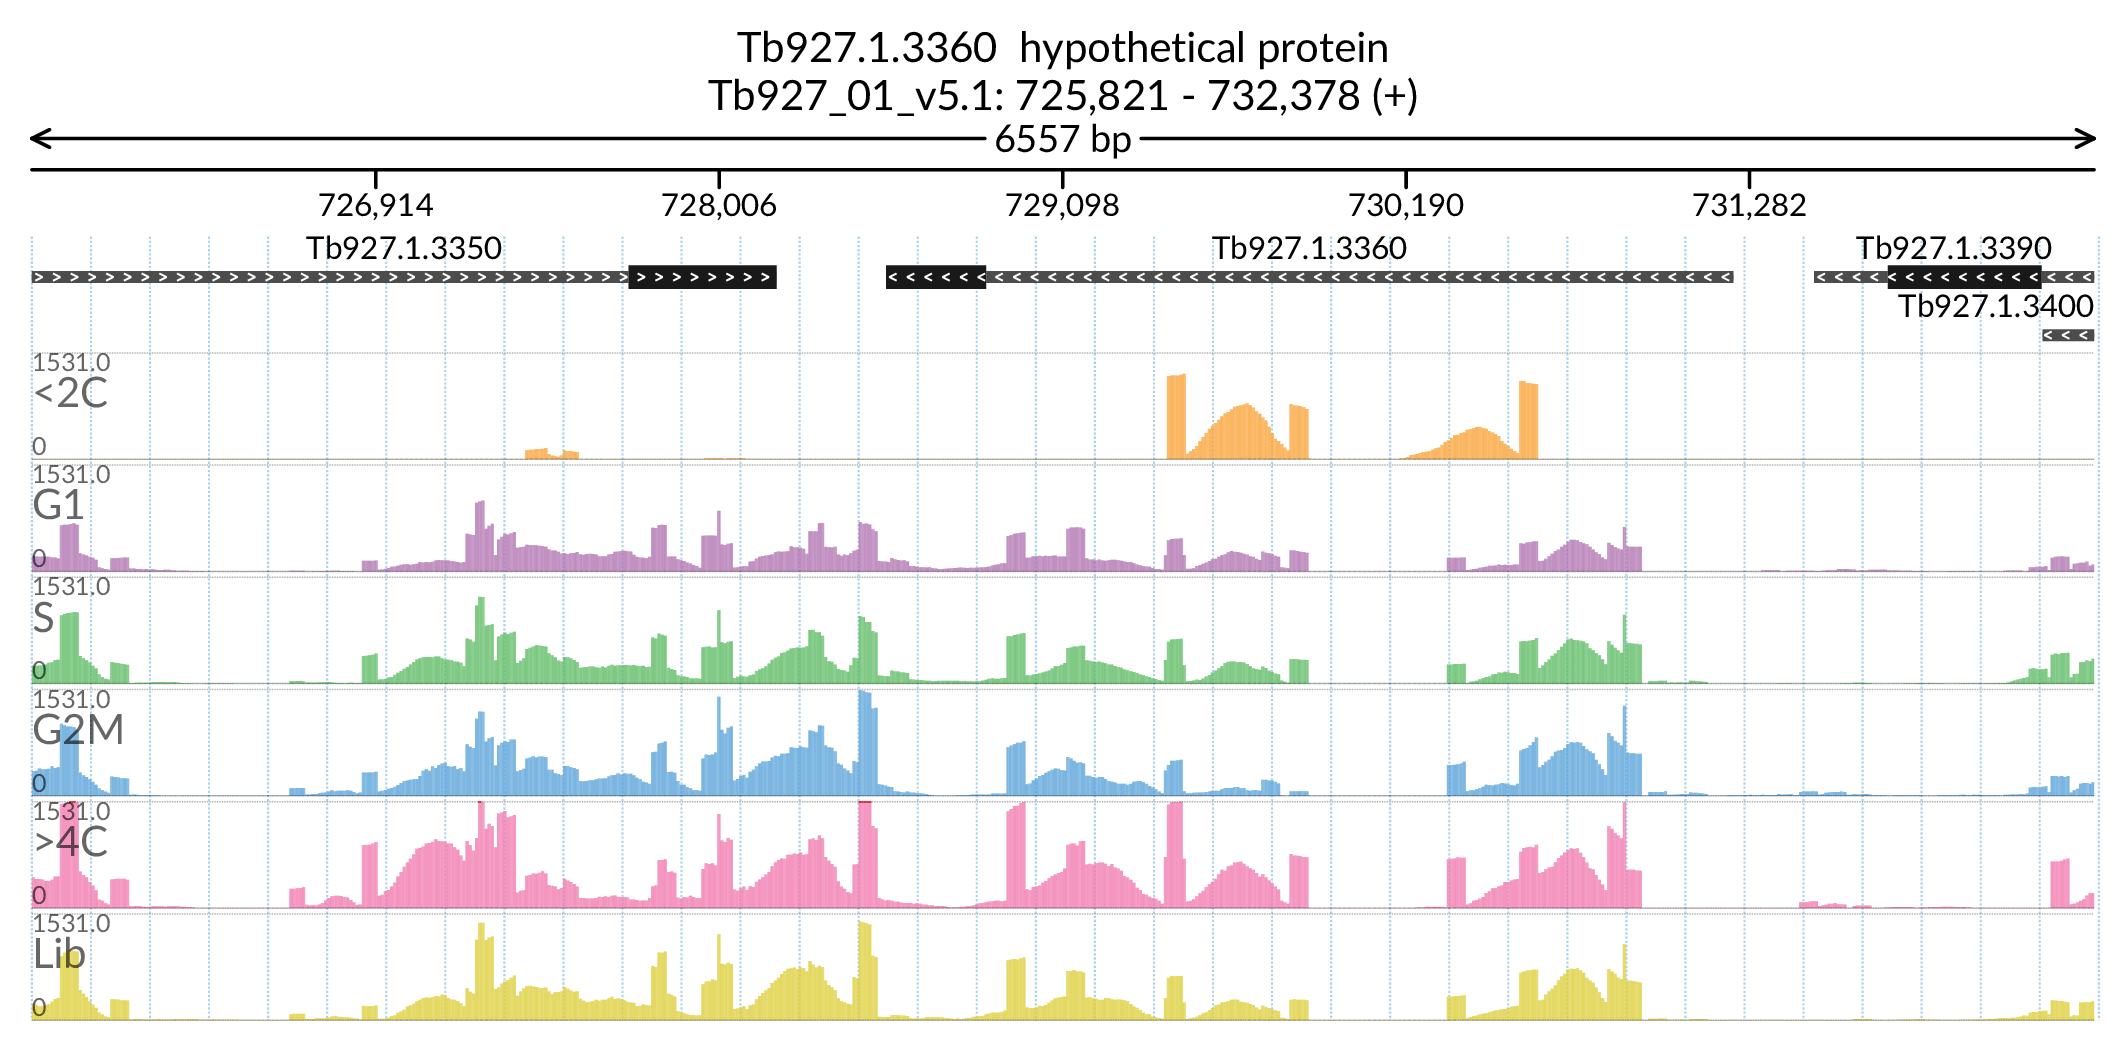 Tb927.1.3360  hypothetical protein
Tb927_01_v5.1: 725,821 - 732,378 (+)
6557 bp
726,914 728,006 729,098 730,190 731,282
Tb927.1.3350 Tb927.1.3360 Tb927.1.3390
Tb927.1.3400
1531.0
<2C
0
1531.0
G1
0
1531.0
S
0
1531.0
G2M
0
1531.0
>4C
0
1531.0
Lib
0